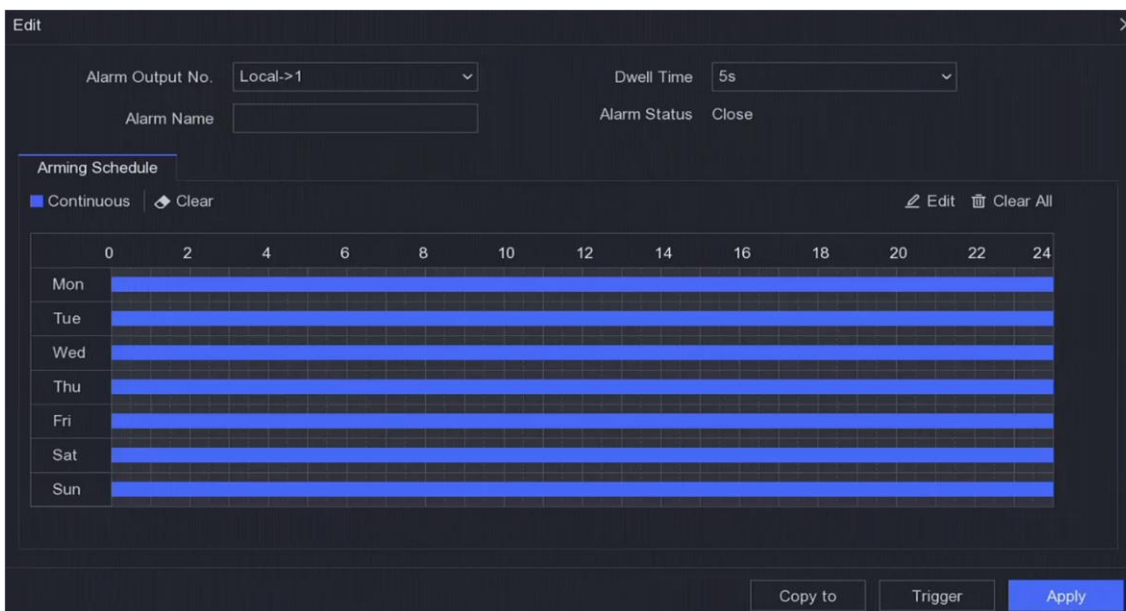 Edit
Alarm Output No. Local->1 Dwell Time 5s
Alarm Name Alarm Status Close
Arming Schedule
Continuous Clear Edit Clear All
0 2 4 6 8 10 12 14 16 18 20 22 24
Mon
Tue
Wed
Thu
Fri
Sat
Sun
Copy to Trigger Apply